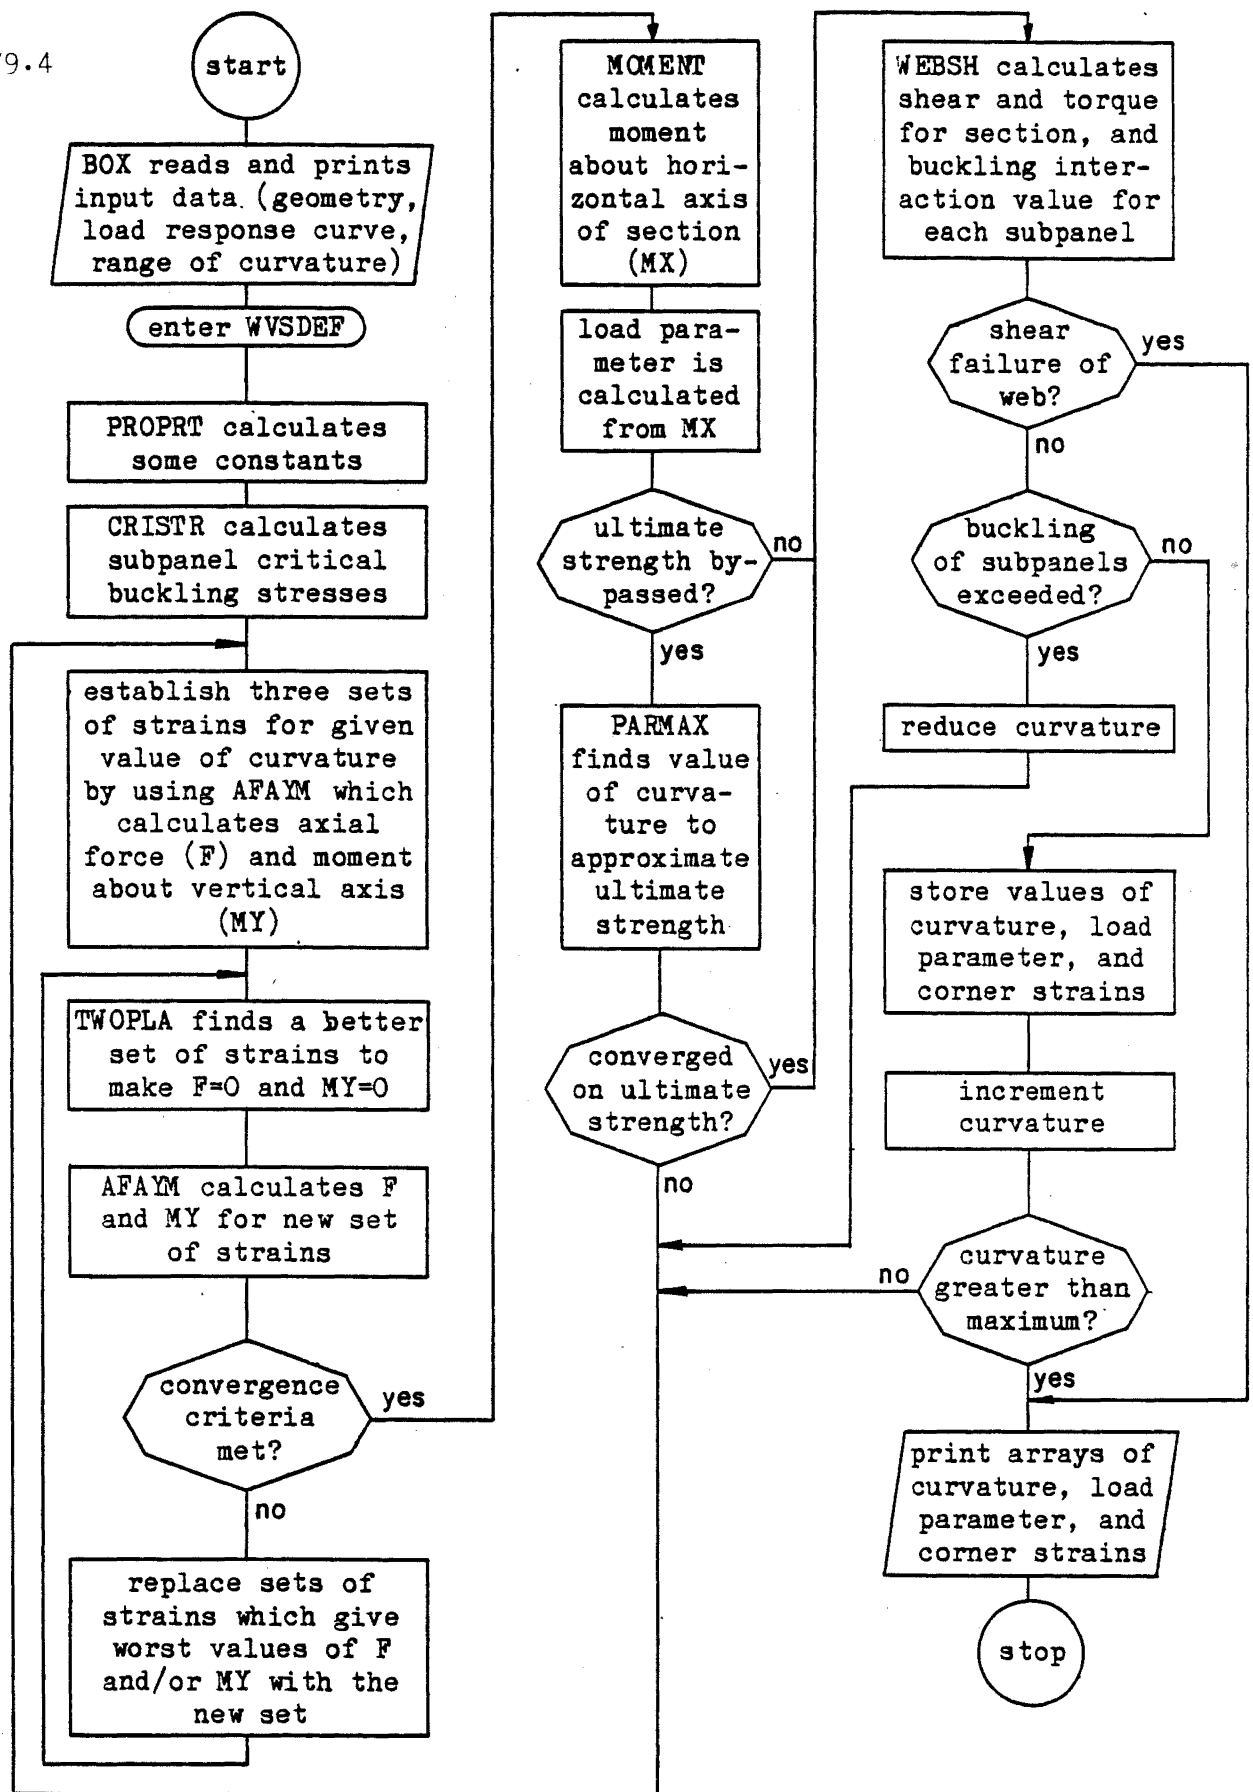 79.4
start
BOX reads and prints
input data. (geometry,
load response curve,
range of curvature)
enter WVSDEF
PROPRT calculates
some constants
CRISTR calculates
subpanel critical
buckling stresses
establish three sets
of strains for given
value of curvature
by using AFAYM which
calculates axial
force (F) and moment
about vertical axis
(MY)
TWOPLA finds a better
set of strains to
make F=0 and MY=0
AFAYM calculates F
and MY for new set
of strains
convergence
criteria
met?
yes
no
replace sets of
strains which give
worst values of F
and/or MY with the
new set
MOMENT
calculates
moment
about hori-
zontal axis
of section
(MX)
load para-
meter is
calculated
from MX
ultimate
strength by-
passed?
no
yes
PARMAX
finds value
of curva-
ture to
approximate
ultimate
strength
converged
on ultimate
strength?
yes
no
WEBSH calculates
shear and torque
for section, and
buckling inter-
action value for
each subpanel
shear
failure of
web?
yes
no
buckling
of subpanels
exceeded?
no
yes
reduce curvature
store values of
curvature, load
parameter, and
corner strains
increment
curvature
curvature
greater than
maximum?
no
yes
print arrays of
curvature, load
parameter, and
corner strains
stop